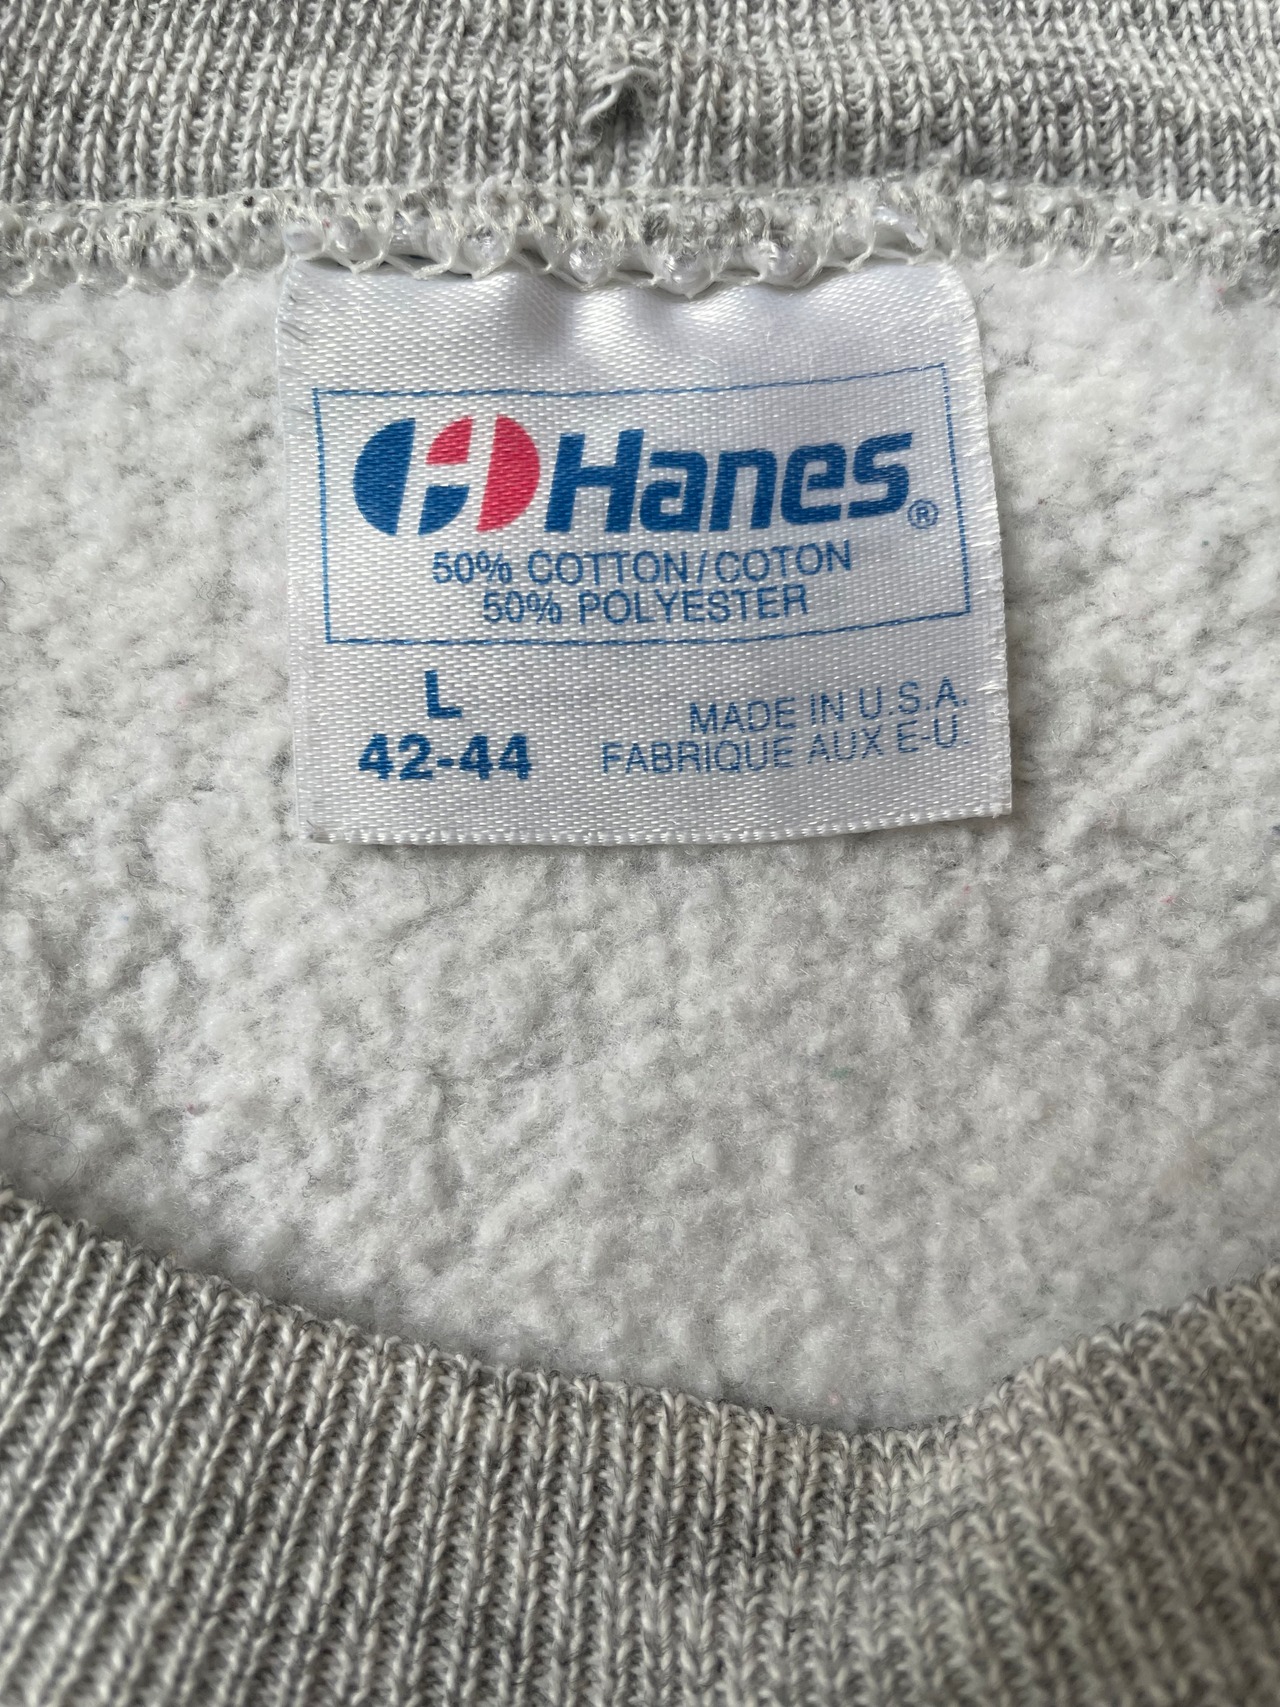 Hanes®
50% COTTON/COTON
50% POLYESTER
L
42-44
MADE IN U.S.A.
FABRIQUE AUX E-U.